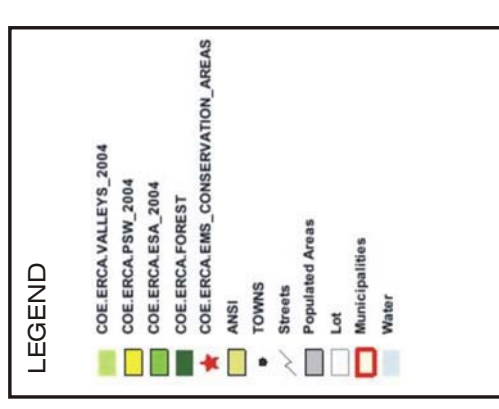 LEGEND
COE.ERCA.VALLEYS_2004
COE.ERCA.PSW_2004
COE.ERCA.ESA_2004
COE.ERCA.FOREST
COE.ERCA.EMS_CONSERVATION_AREAS
ANSI
TOWNS
Streets
Populated Areas
Lot
Municipalities
Water